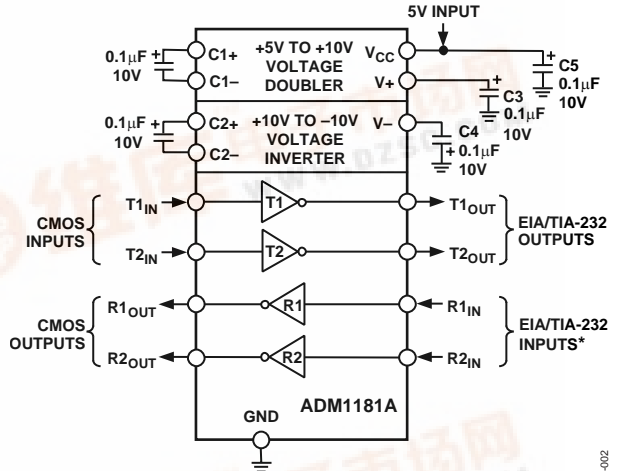 5V INPUT
0.1μF
10V
C1+
C1–
+5V TO +10V
VOLTAGE
DOUBLER
VCC
V+
C5
0.1μF
10V
C3
0.1μF
10V
0.1μF
10V
C2+
C2–
+10V TO –10V
VOLTAGE
INVERTER
V–
C4
0.1μF
10V
CMOS
INPUTS
T1IN
T1
T1OUT
T2IN
T2
T2OUT
EIA/TIA-232
OUTPUTS
CMOS
OUTPUTS
R1OUT
R1
R1IN
R2OUT
R2
R2IN
EIA/TIA-232
INPUTS*
ADM1181A
GND
-002